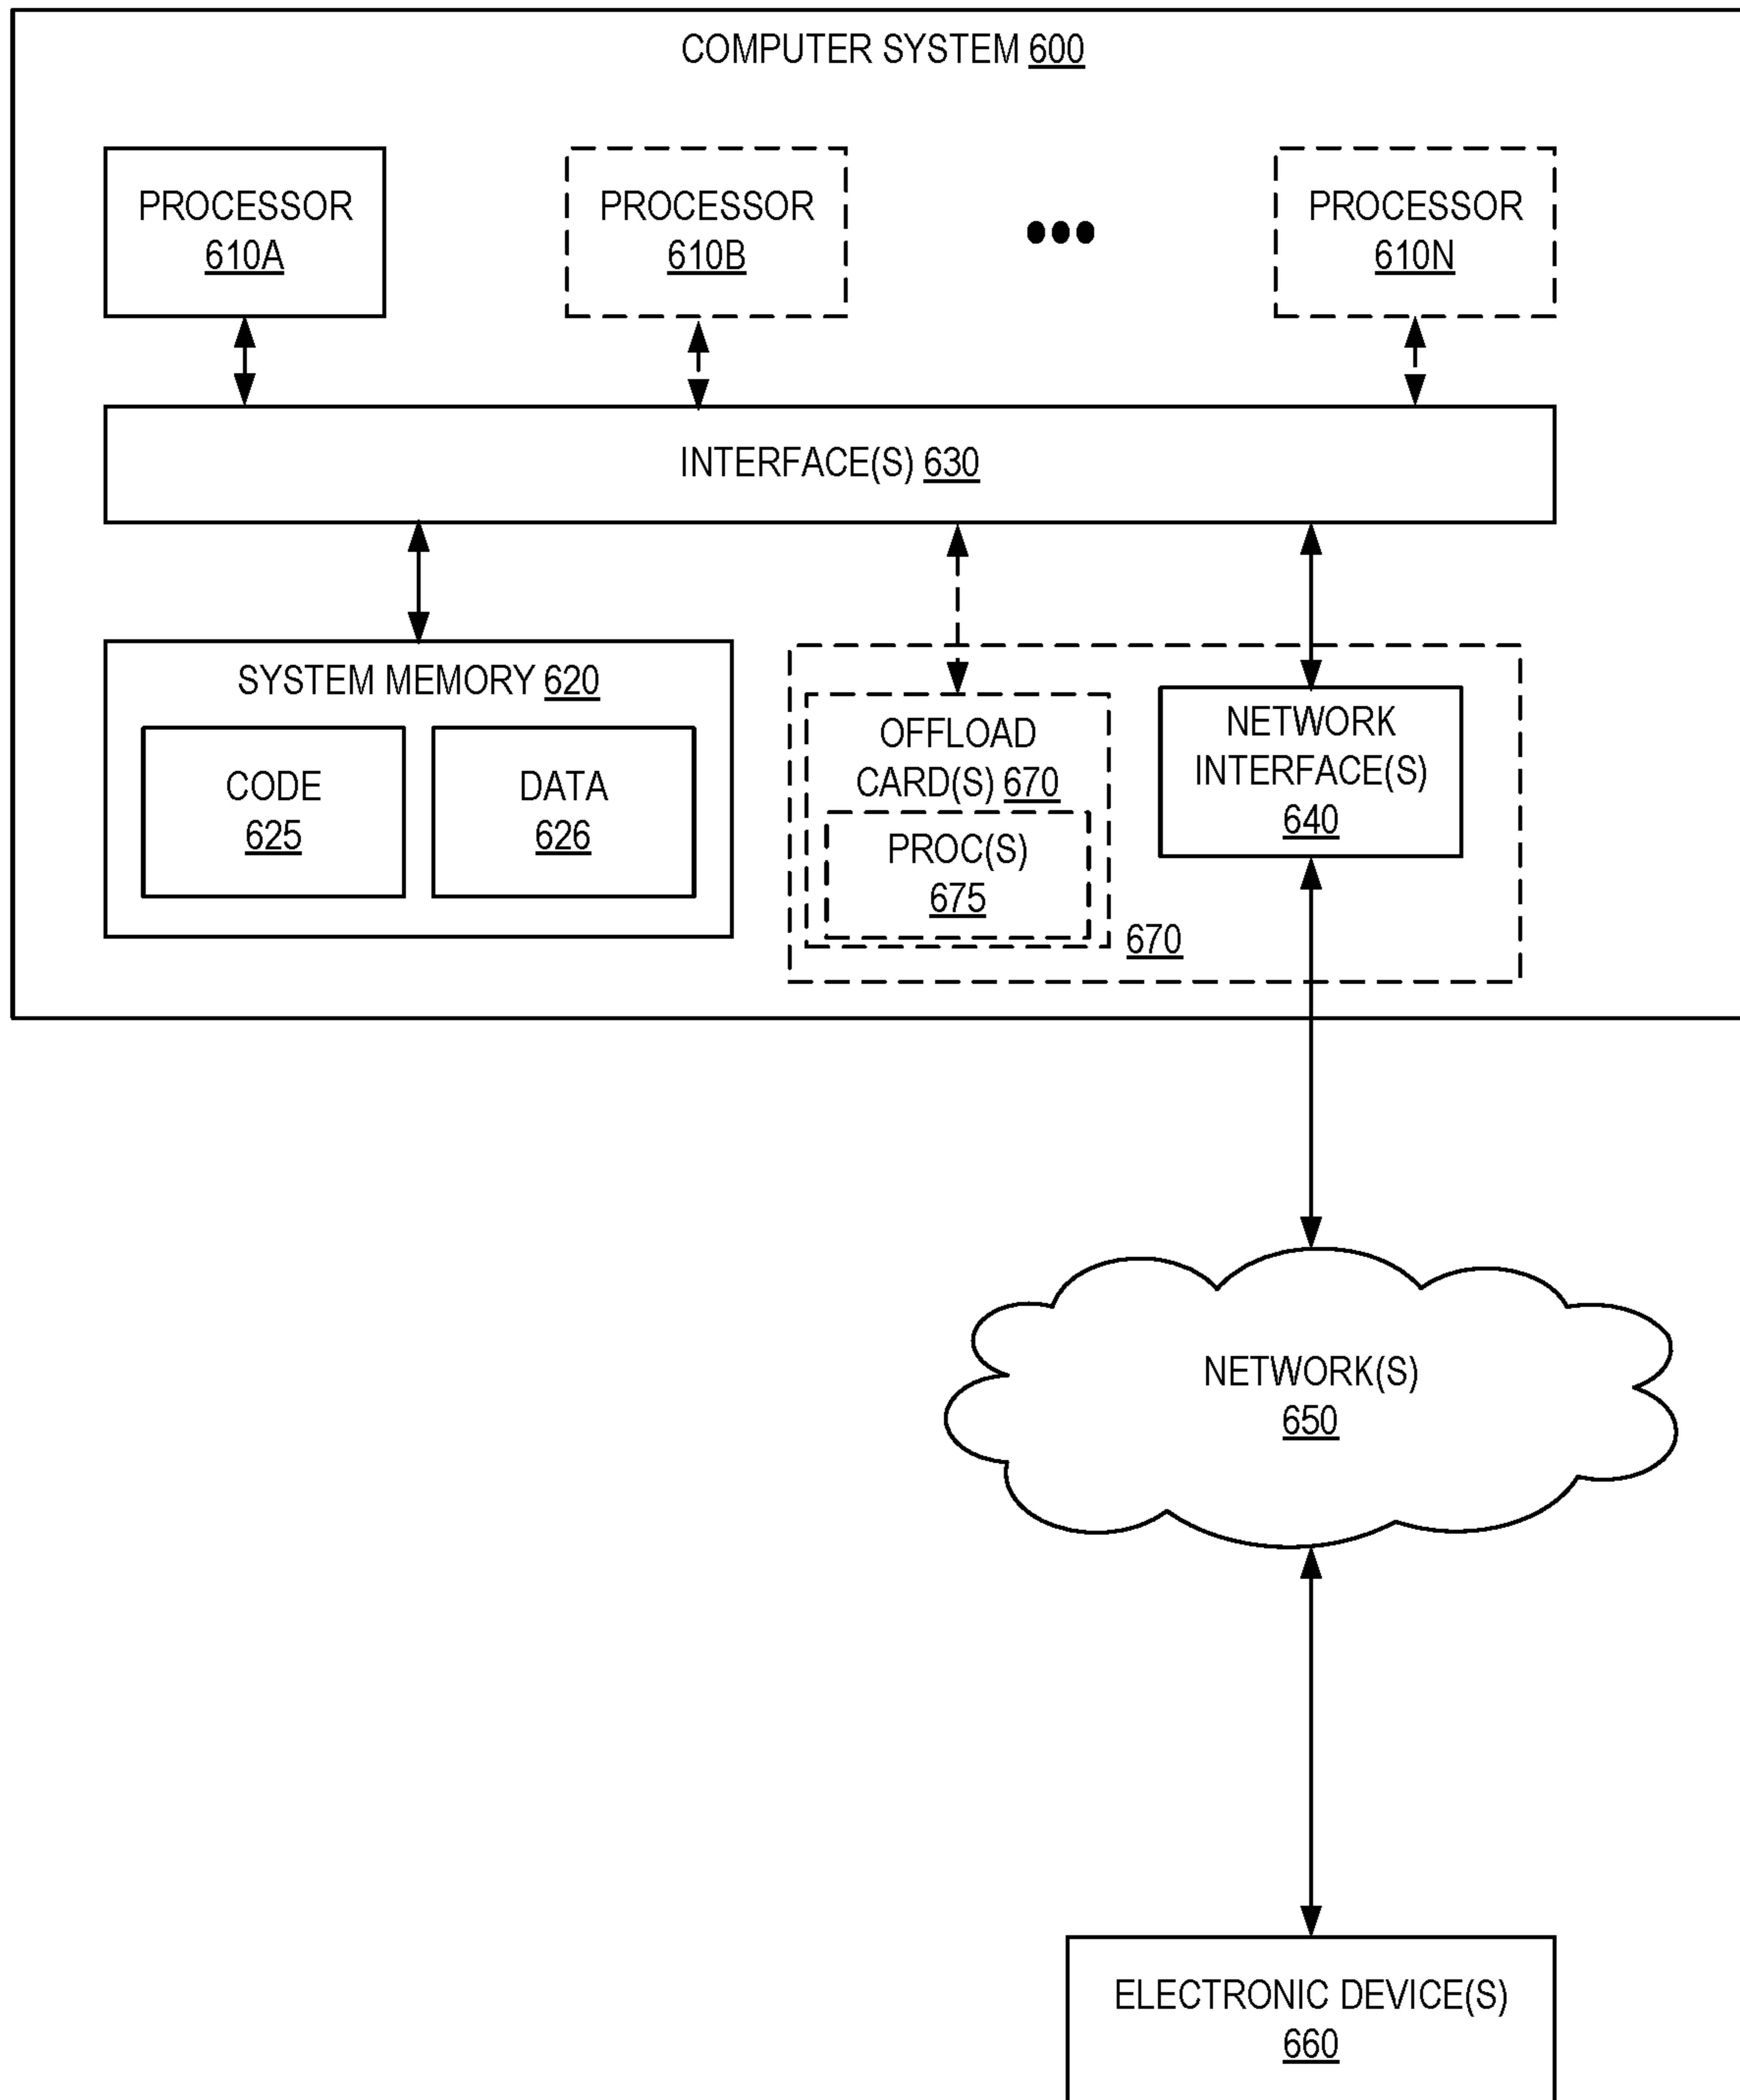 COMPUTER SYSTEM 600
PROCESSOR
610A
PROCESSOR
610B
PROCESSOR
610N
INTERFACE(S) 630
SYSTEM MEMORY 620
CODE
625
DATA
626
OFFLOAD
CARD(S) 670
PROC(S)
675
670
NETWORK
INTERFACE(S)
640
NETWORK(S)
650
ELECTRONIC DEVICE(S)
660